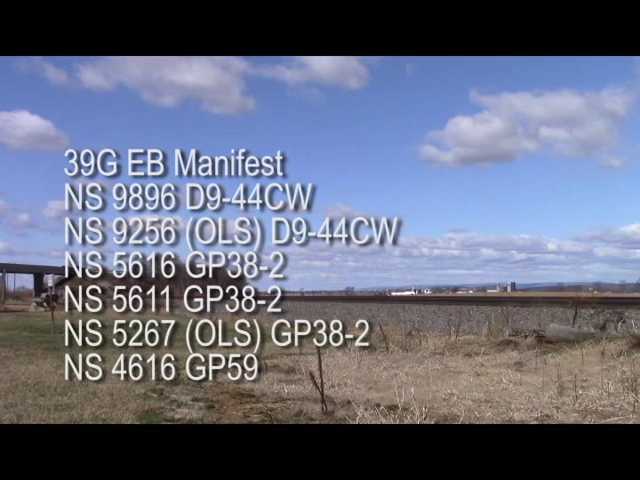 39G EB Manifest
NS 9896 D9-44CW
NS 9256 (OLS) D9-44CW
NS 5616 GP38-2
NS 5611 GP38-2
NS 5267 (OLS) GP38-2
NS 4616 GP59